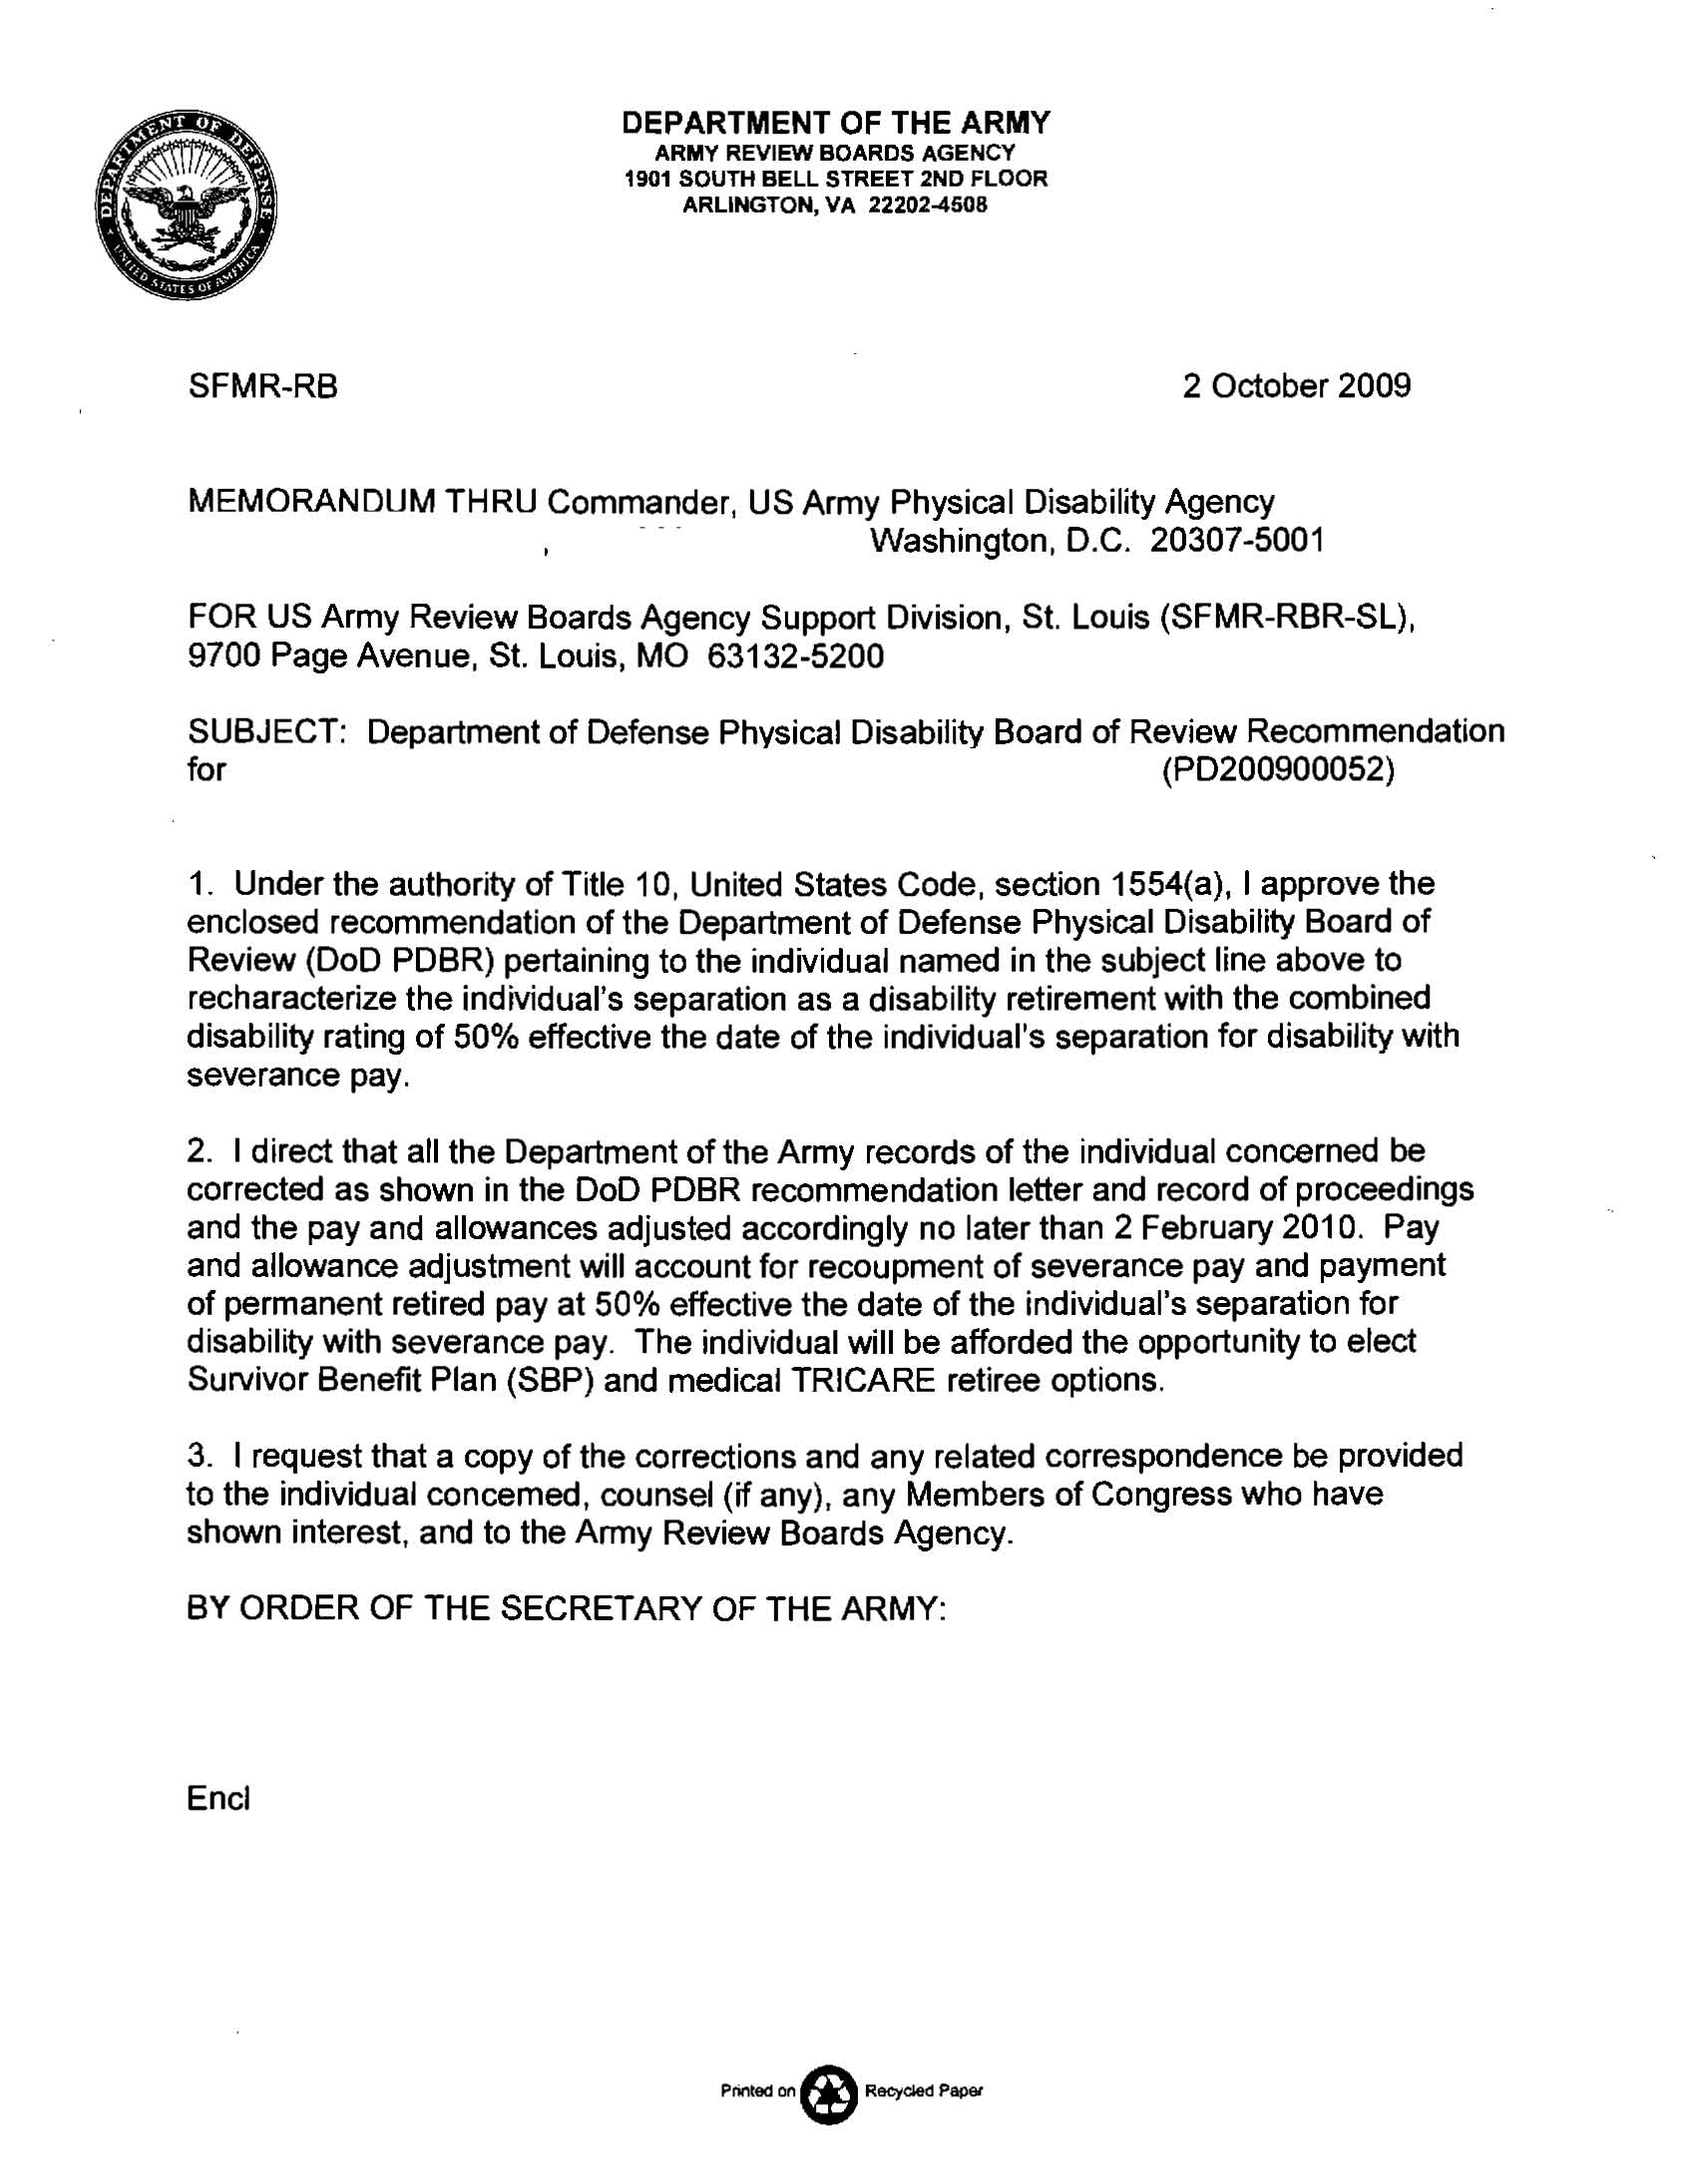 DEPARTMENT OF DEFENSE
UNITED STATES OF AMERICA
DEPARTMENT OF THE ARMY
ARMY REVIEW BOARDS AGENCY
1901 SOUTH BELL STREET 2ND FLOOR
ARLINGTON, VA 22202-4508
SFMR-RB 2 October 2009
MEMORANDUM THRU Commander, US Army Physical Disability Agency
Washington, D.C. 20307-5001
FOR US Army Review Boards Agency Support Division, St. Louis (SFMR-RBR-SL),
9700 Page Avenue, St. Louis, MO 63132-5200
SUBJECT: Department of Defense Physical Disability Board of Review Recommendation
for (PD200900052)
1. Under the authority of Title 10, United States Code, section 1554(a), I approve the
enclosed recommendation of the Department of Defense Physical Disability Board of
Review (DoD PDBR) pertaining to the individual named in the subject line above to
recharacterize the individual's separation as a disability retirement with the combined
disability rating of 50% effective the date of the individual's separation for disability with
severance pay.
2. I direct that all the Department of the Army records of the individual concerned be
corrected as shown in the DoD PDBR recommendation letter and record of proceedings
and the pay and allowances adjusted accordingly no later than 2 February 2010. Pay
and allowance adjustment will account for recoupment of severance pay and payment
of permanent retired pay at 50% effective the date of the individual's separation for
disability with severance pay. The individual will be afforded the opportunity to elect
Survivor Benefit Plan (SBP) and medical TRICARE retiree options.
3. I request that a copy of the corrections and any related correspondence be provided
to the individual concerned, counsel (if any), any Members of Congress who have
shown interest, and to the Army Review Boards Agency.
BY ORDER OF THE SECRETARY OF THE ARMY:
Encl
Printed on Recycled Paper